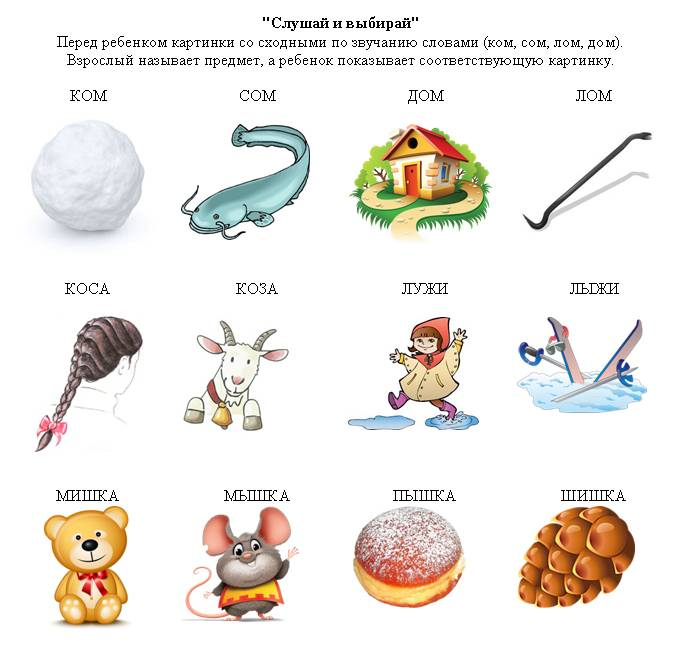 "Слушай и выбирай"
Перед ребенком картинки со сходными по звучанию словами (ком, сом, лом, дом).
Взрослый называет предмет, а ребенок показывает соответствующую картинку.
КОМ СОМ ДОМ ЛОМ
КОСА КОЗА ЛУЖИ ЛЫЖИ
МИШКА МЫШКА ПЫШКА ШИШКА